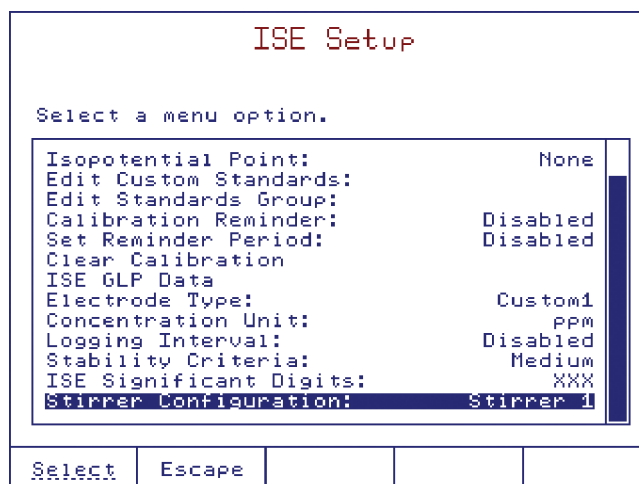 ISE Setup
Select a menu option.
Isopotential Point: None
Edit Custom Standards:
Edit Standards Group:
Calibration Reminder: Disabled
Set Reminder Period: Disabled
Clear Calibration
ISE GLP Data
Electrode Type: Custom1
Concentration Unit: ppm
Logging Interval: Disabled
Stability Criteria: Medium
ISE Significant Digits: XXX
Stirrer Configuration: Stirrer 1
Select Escape